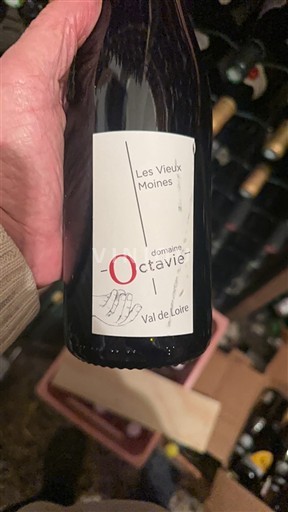 Les Vieux
Moines
domaine
-Octavie-
Val de Loire